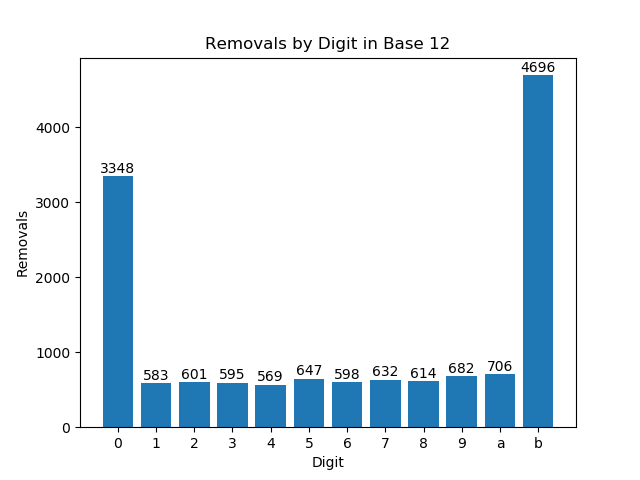 Removals by Digit in Base 12
4696
3348
583 601 595 569 647 598 632 614 682 706
4000
3000
2000
1000
0
Removals
0 1 2 3 4 5 6 7 8 9 a b
Digit